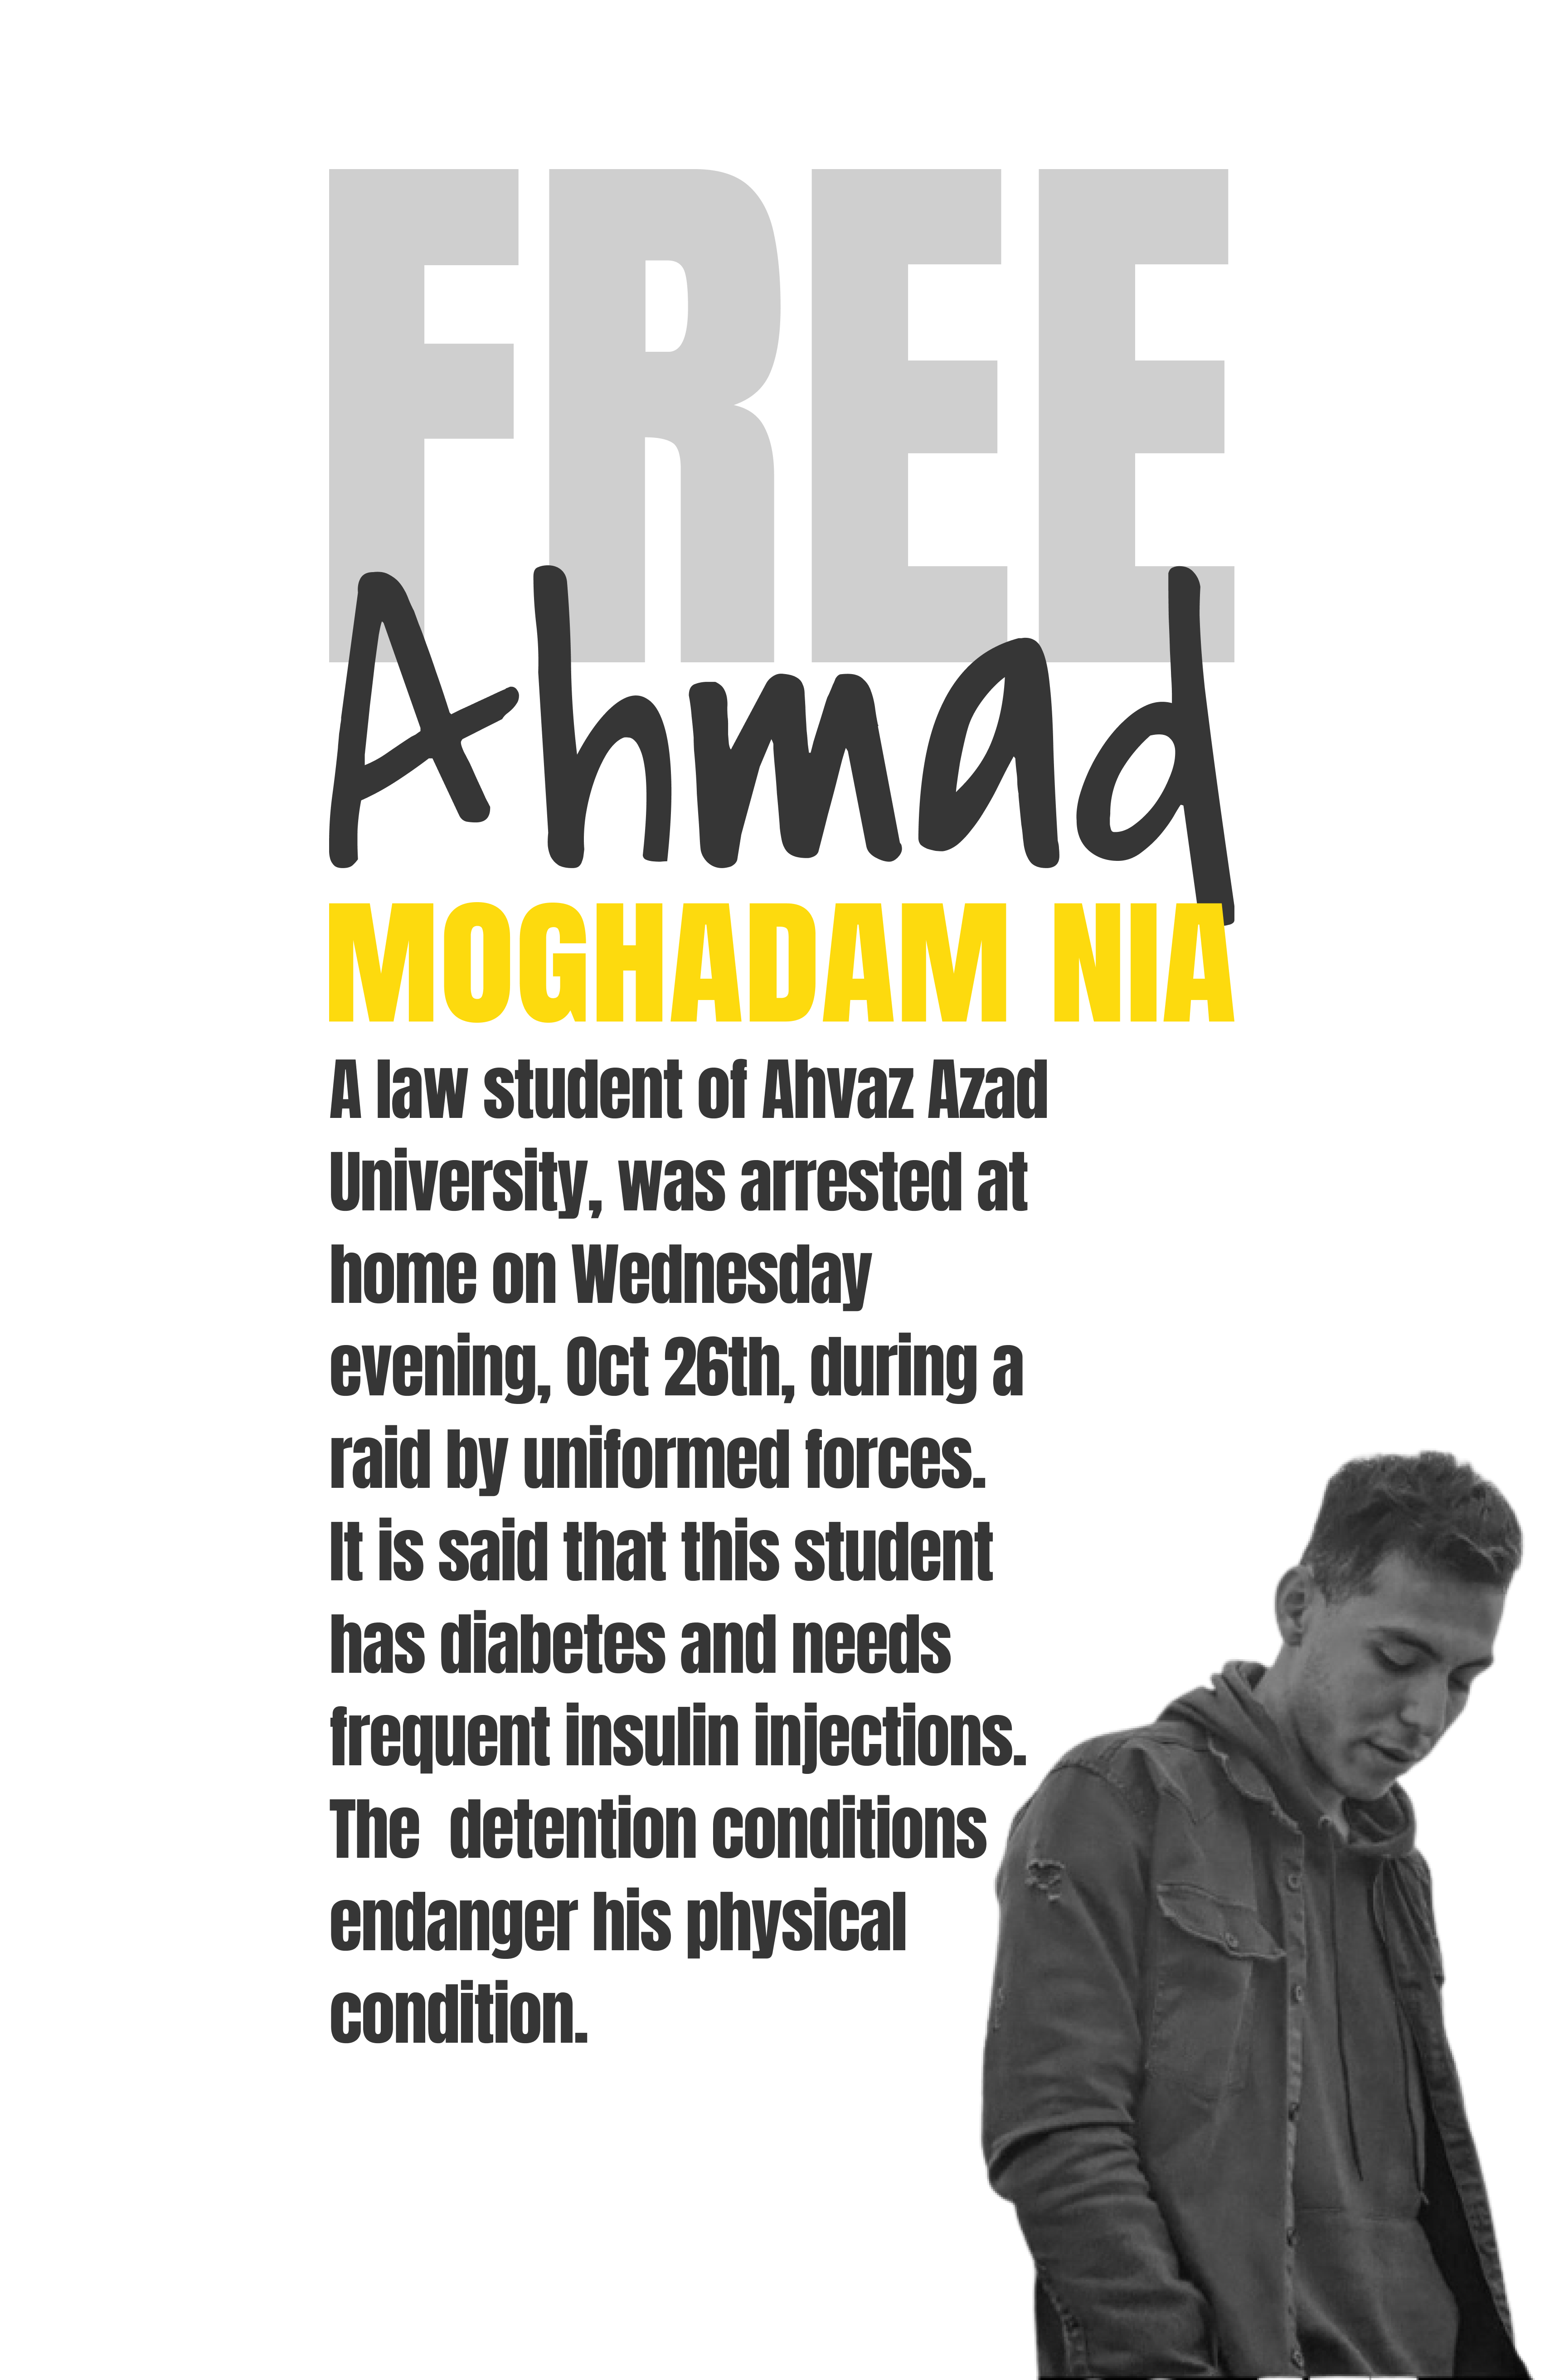 FREE
Ahmad
MOGHADAM NIA
A law student of Ahvaz Azad
University, was arrested at
home on Wednesday
evening, Oct 26th, during a
raid by uniformed forces.
It is said that this student
has diabetes and needs
frequent insulin injections.
The  detention conditions
endanger his physical
condition.